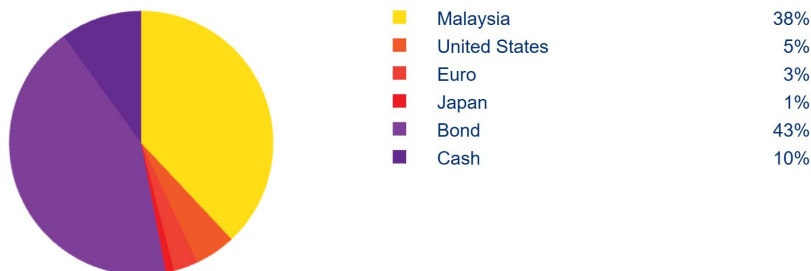 Malaysia 38%
United States 5%
Euro 3%
Japan 1%
Bond 43%
Cash 10%